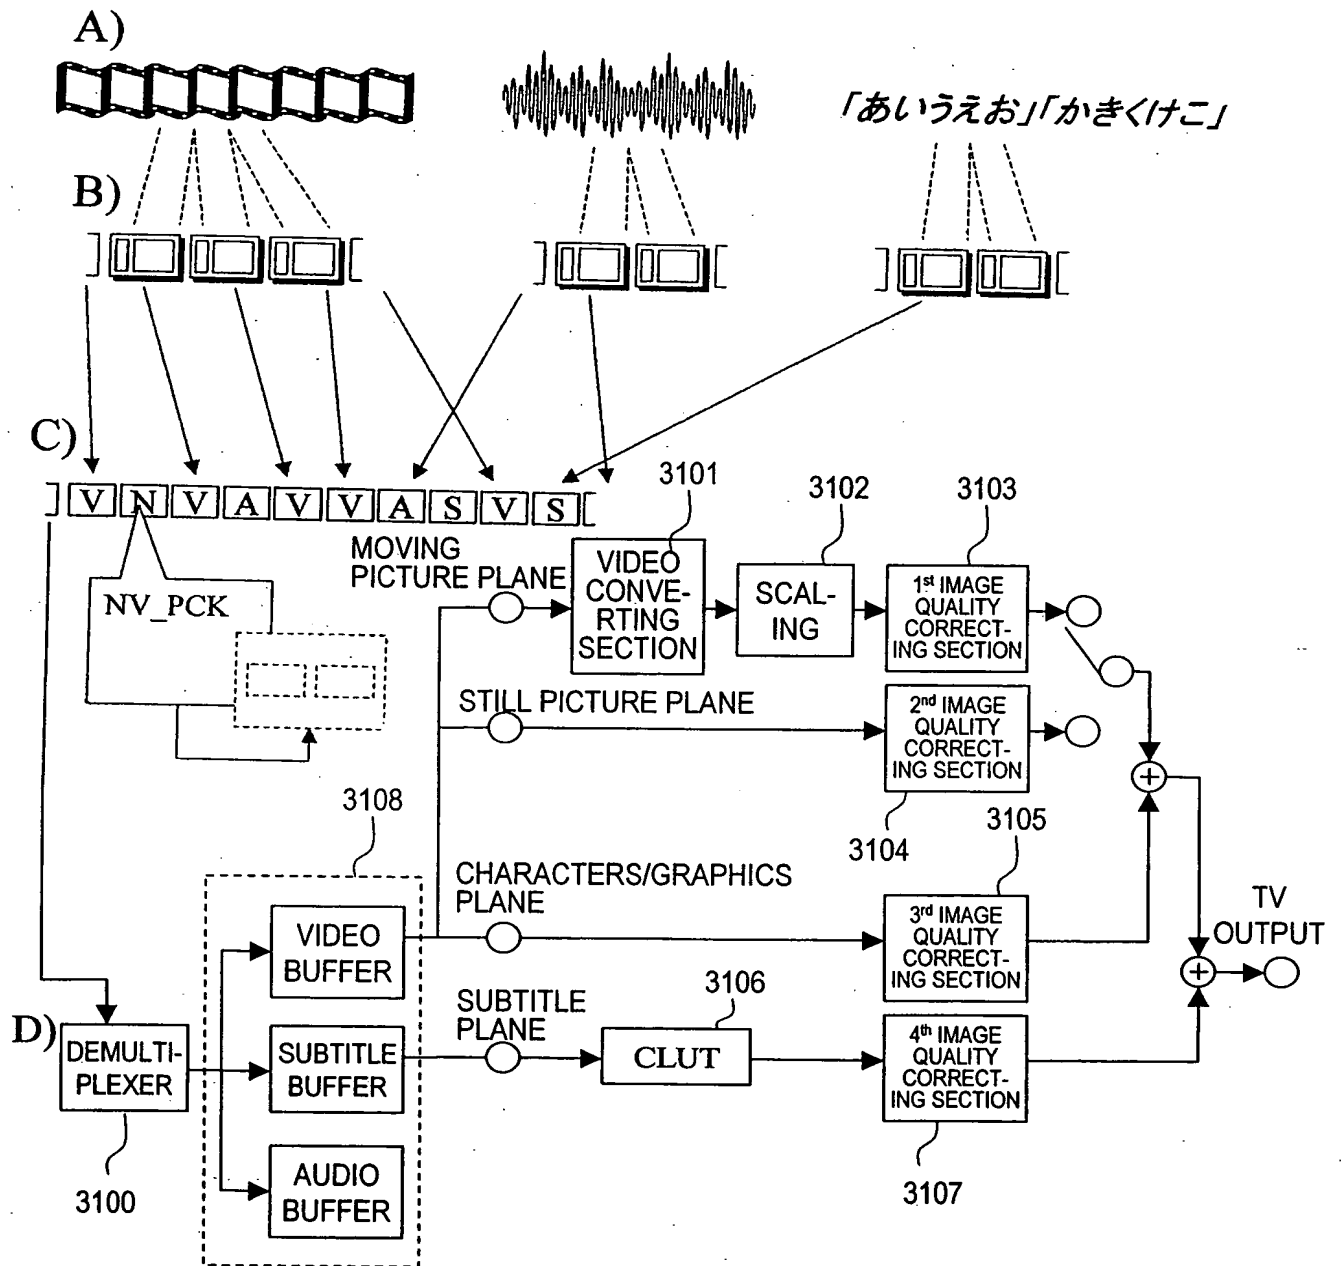 A)
「あいうえお」「かきくけこ」
B)
C)
V N V A V V A S V S
NV_PCK
MOVING
PICTURE PLANE
3101
VIDEO
CONVE-
RTING
SECTION
3102
SCAL-
ING
3103
1st IMAGE
QUALITY
CORRECT-
ING SECTION
STILL PICTURE PLANE
2nd IMAGE
QUALITY
CORRECT-
ING SECTION
3104
3108
3105
CHARACTERS/GRAPHICS
PLANE
3rd IMAGE
QUALITY
CORRECT-
ING SECTION
TV
OUTPUT
VIDEO
BUFFER
D)
DEMULTI-
PLEXER
3100
SUBTITLE
BUFFER
SUBTITLE
PLANE
3106
CLUT
4th IMAGE
QUALITY
CORRECT-
ING SECTION
3107
AUDIO
BUFFER